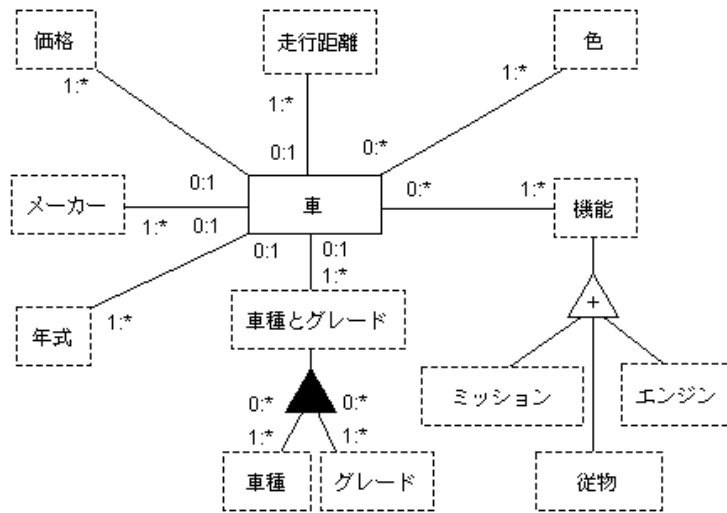 価格
走行距離
色
1:*
1:*
1:*
0:1
0:*
メーカー
0:1
車
0:*
1:*
機能
1:*
0:1
0:1
0:1
1:*
+
年式
1:*
車種とグレード
ミッション
エンジン
0:*
0:*
1:*
1:*
車種
グレード
従物